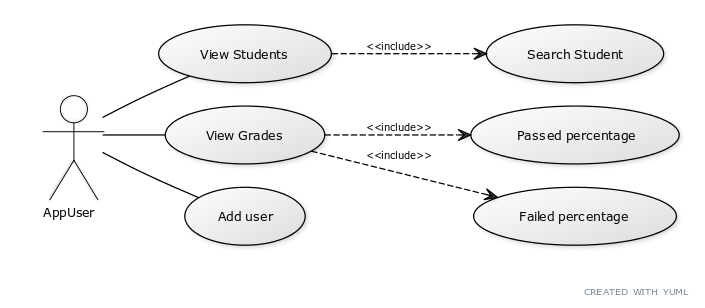 View Students
<<include>>
Search Student
View Grades
<<include>>
Passed percentage
<<include>>
AppUser
Add user
Failed percentage
CREATED WITH YUML